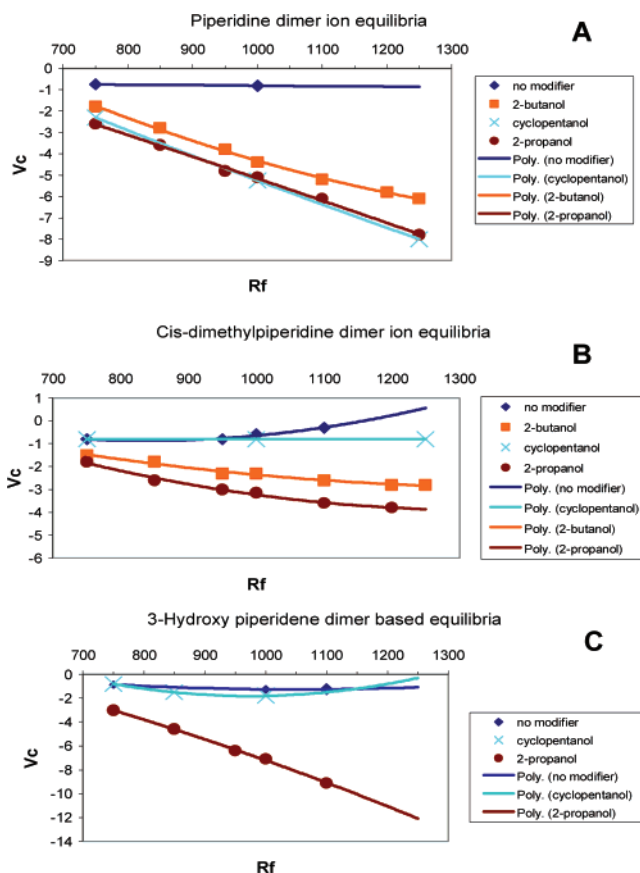 Piperidine dimer ion equilibria
A
700 800 900 1000 1100 1200 1300
0
-1
-2
-3
-4
-5
-6
-7
-8
-9
Vc
Rf
no modifier
2-butanol
cyclopentanol
2-propanol
Poly. (no modifier)
Poly. (cyclopentanol)
Poly. (2-butanol)
Poly. (2-propanol)
Cis-dimethylpiperidine dimer ion equilibria
B
700 800 900 1000 1100 1200 1300
1
0
-1
-2
-3
-4
-5
-6
Vc
Rf
no modifier
2-butanol
cyclopentanol
2-propanol
Poly. (no modifier)
Poly. (cyclopentanol)
Poly. (2-butanol)
Poly. (2-propanol)
3-Hydroxy piperidene dimer based equilibria
C
700 800 900 1000 1100 1200 1300
0
-2
-4
-6
-8
-10
-12
-14
Vc
Rf
no modifier
cyclopentanol
2-propanol
Poly. (no modifier)
Poly. (cyclopentanol)
Poly. (2-propanol)